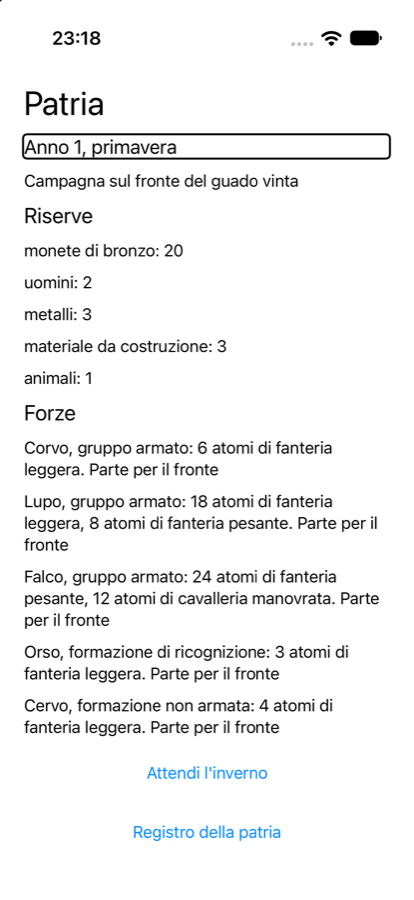 23:18
Patria
Anno 1, primavera
Campagna sul fronte del guado vinta
Riserve
monete di bronzo: 20
uomini: 2
metalli: 3
materiale da costruzione: 3
animali: 1
Forze
Corvo, gruppo armato: 6 atomi di fanteria
leggera. Parte per il fronte
Lupo, gruppo armato: 18 atomi di fanteria
leggera, 8 atomi di fanteria pesante. Parte per il
fronte
Falco, gruppo armato: 24 atomi di fanteria
pesante, 12 atomi di cavalleria manovrata. Parte
per il fronte
Orso, formazione di ricognizione: 3 atomi di
fanteria leggera. Parte per il fronte
Cervo, formazione non armata: 4 atomi di
fanteria leggera. Parte per il fronte
Attendi l'inverno
Registro della patria